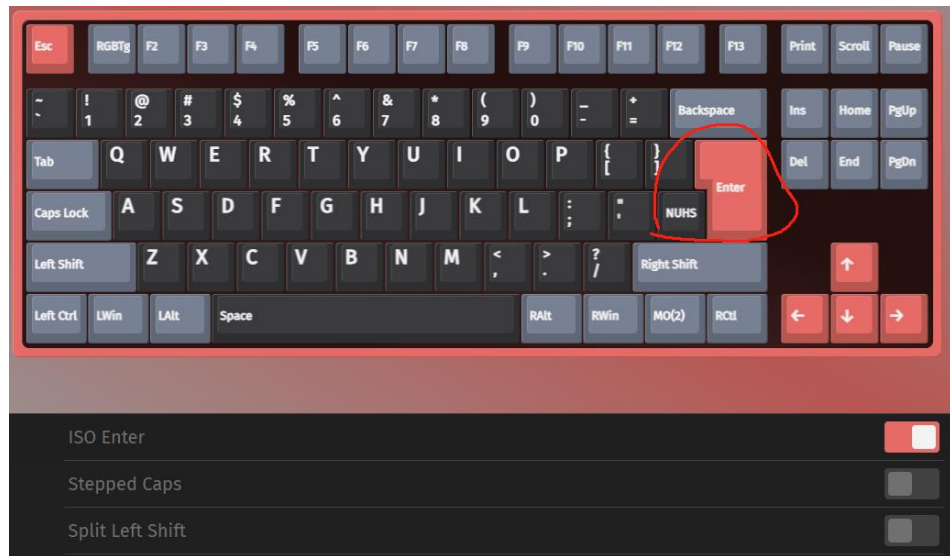 Esc RGBTg F2 F3 F4 F5 F6 F7 F8 F9 F10 F11 F12 F13 Print Scroll Pause
~ ! @ # $ % ^ & * ( ) _ +
` 1 2 3 4 5 6 7 8 9 0 - = Backspace Ins Home PgUp
Tab Q W E R T Y U I O P { } Enter Del End PgDn
[ ]
Caps Lock A S D F G H J K L : " NUHS
; '
Left Shift Z X C V B N M < > ? Right Shift ↑
, . /
Left Ctrl LWin LAlt Space RAlt RWin MO(2) RCtl ← ↓ →
ISO Enter
Stepped Caps
Split Left Shift